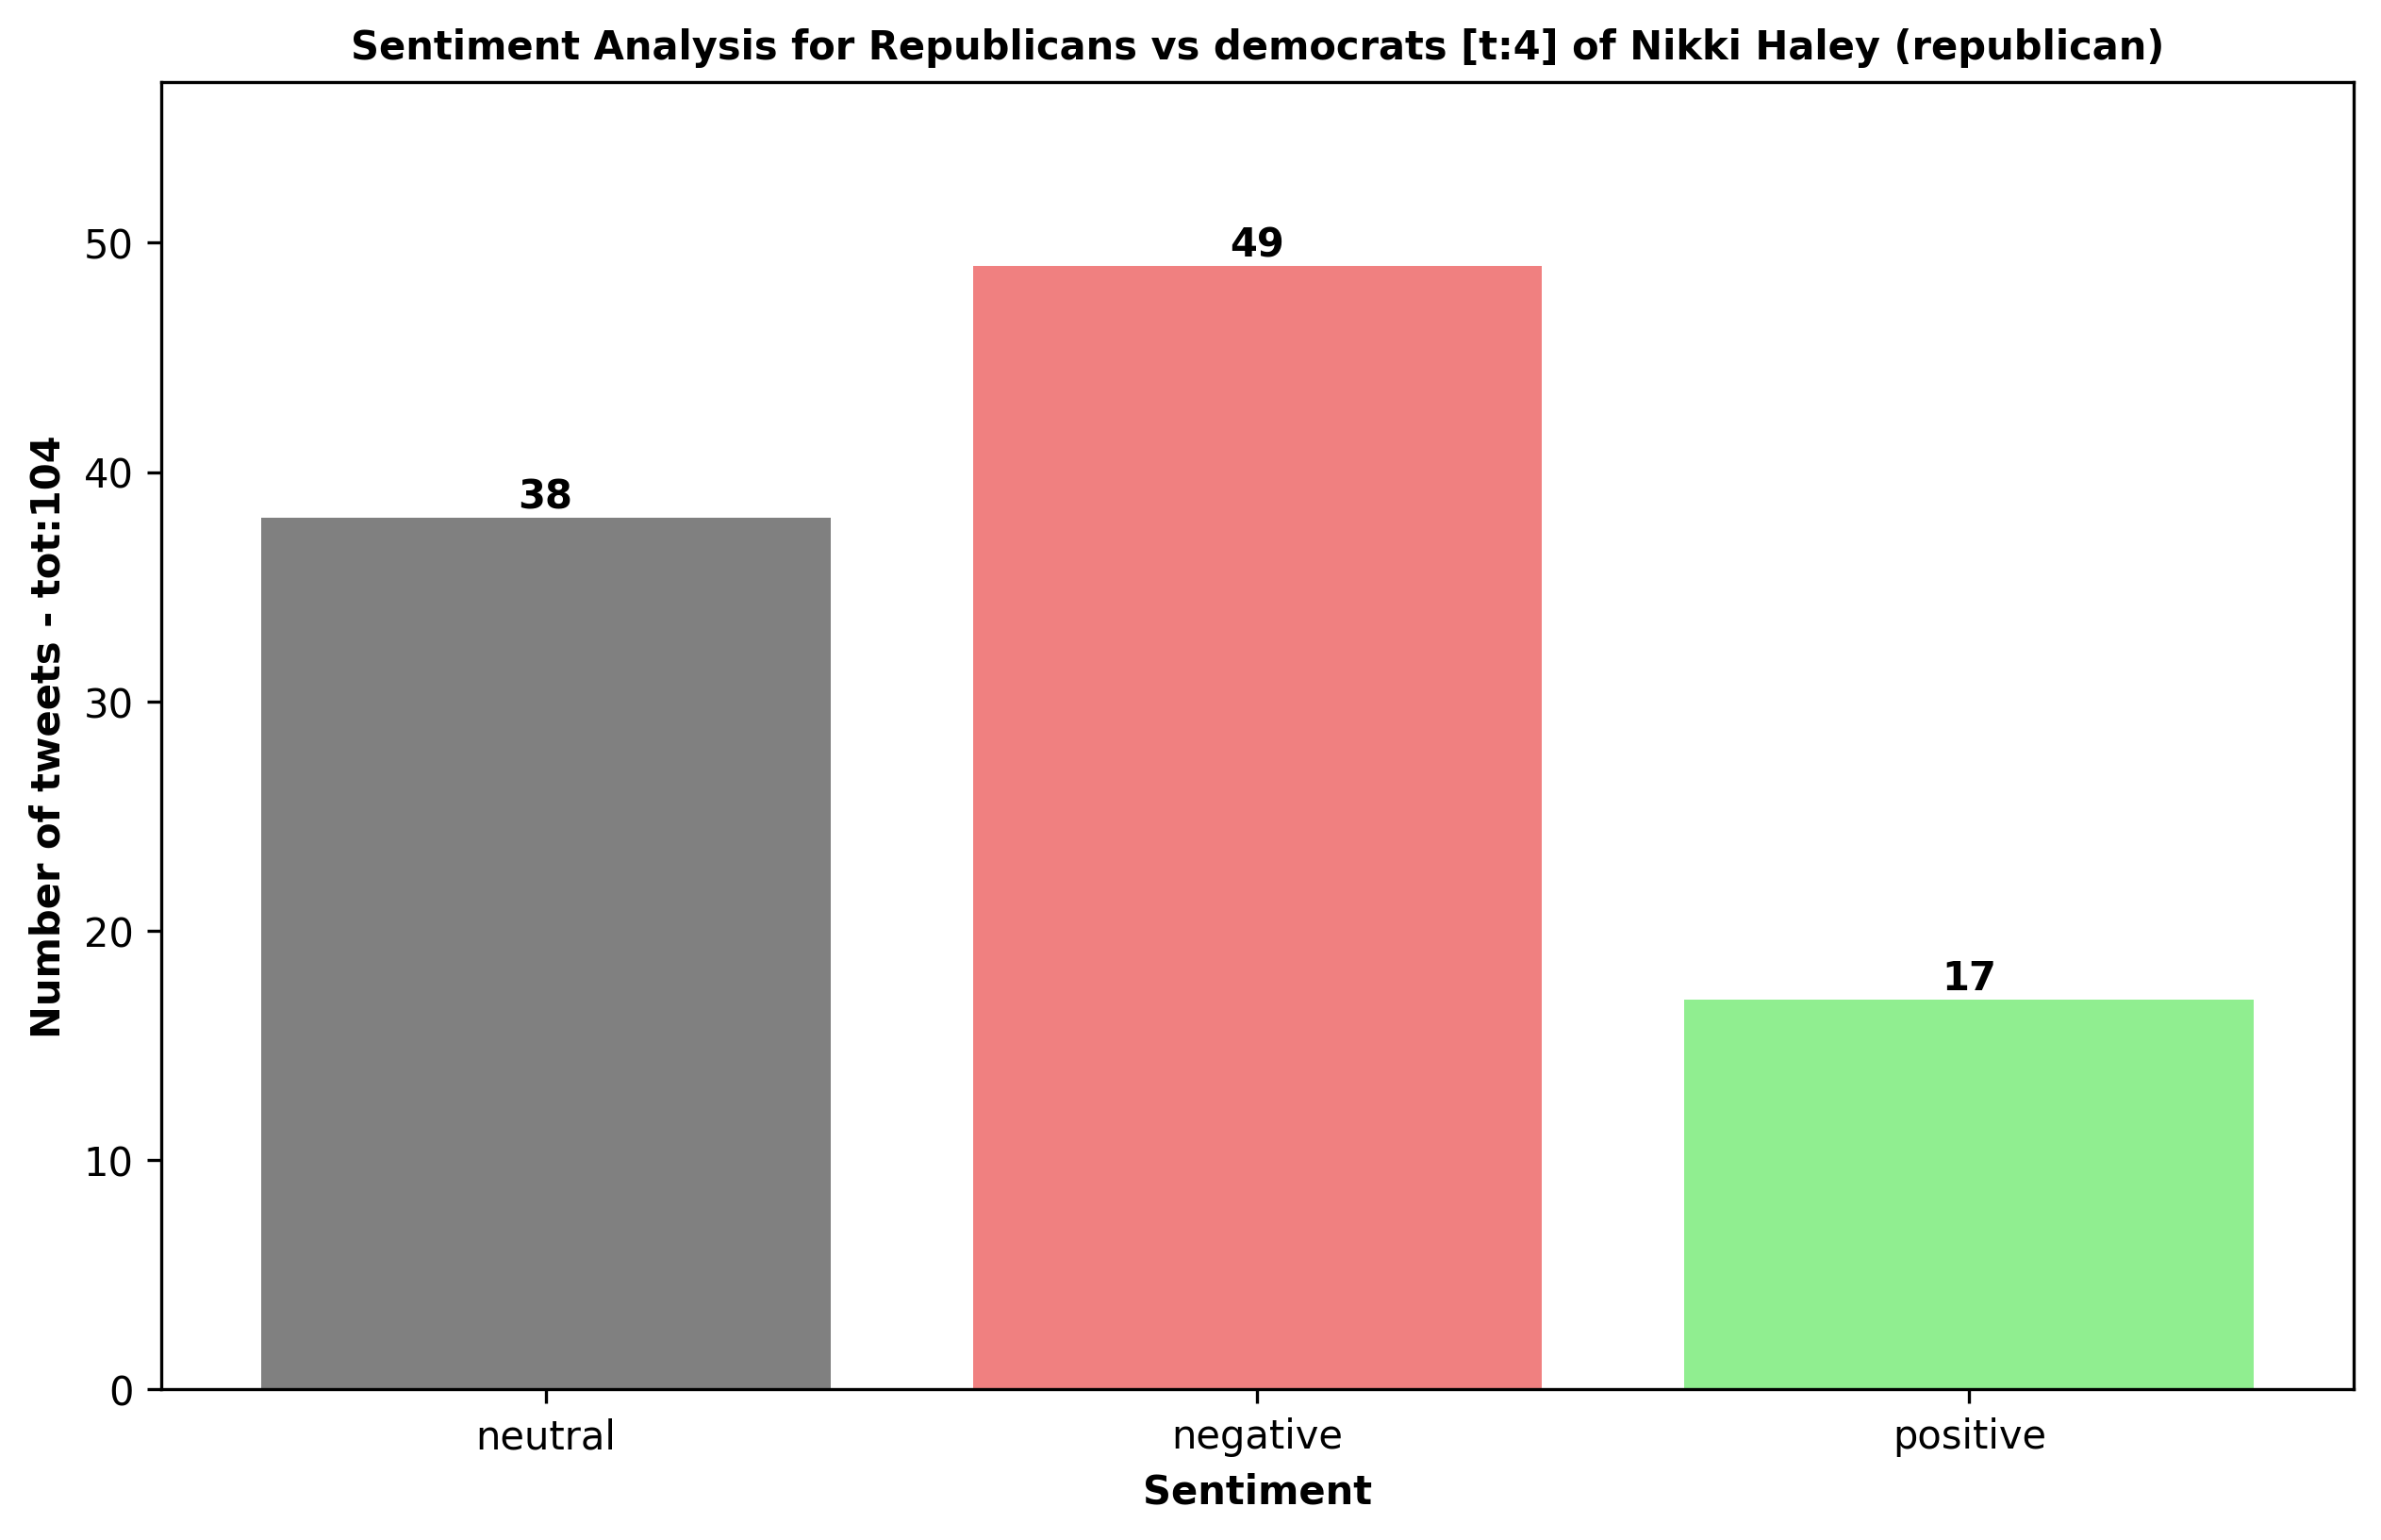 Sentiment Analysis for Republicans vs democrats [t:4] of Nikki Haley (republican)
Number of tweets - tot:104
50
40
30
20
10
0
38
49
17
neutral
negative
positive
Sentiment